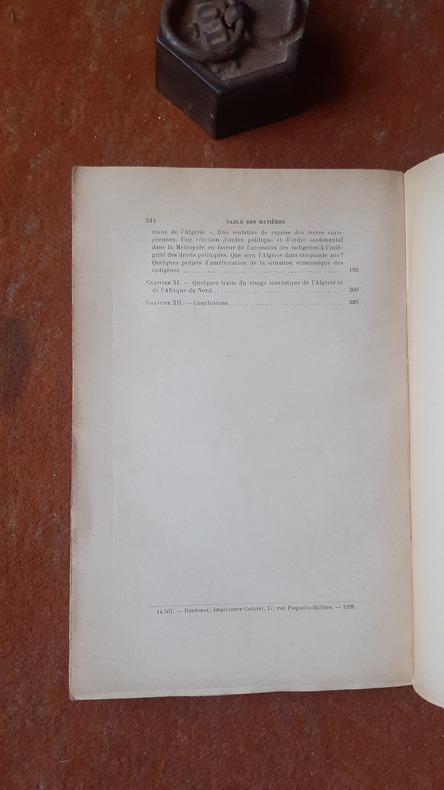 244 TABLE DES MATIÈRES
mans de l'Algérie ». Une tentative de reprise des terres euro-
péennes. Une réaction d'ordre politique et d'ordre sentimental
dans la Métropole en faveur de l'accession des indigènes à l'inté-
grité des droits politiques. Que sera l'Algérie dans cinquante ans?
Quelques projets d'amélioration de la situation économique des
indigènes 182
CHAPITRE XI. — Quelques traits du visage touristique de l'Algérie et
de l'Afrique du Nord 200
CHAPITRE XII. — Conclusions 226
14.507. — Bordeaux, Imprimerie Cadoret, 17, rue Poquelin-Molière. — 1928.